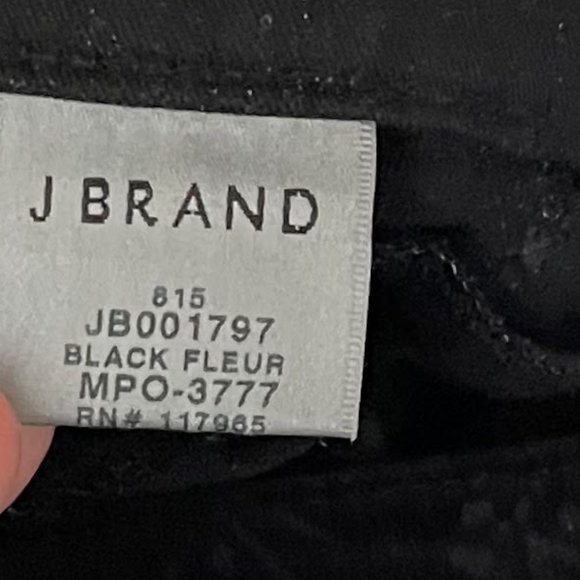 J BRAND
815
JB001797
BLACK FLEUR
MPO-3777
RN# 117965